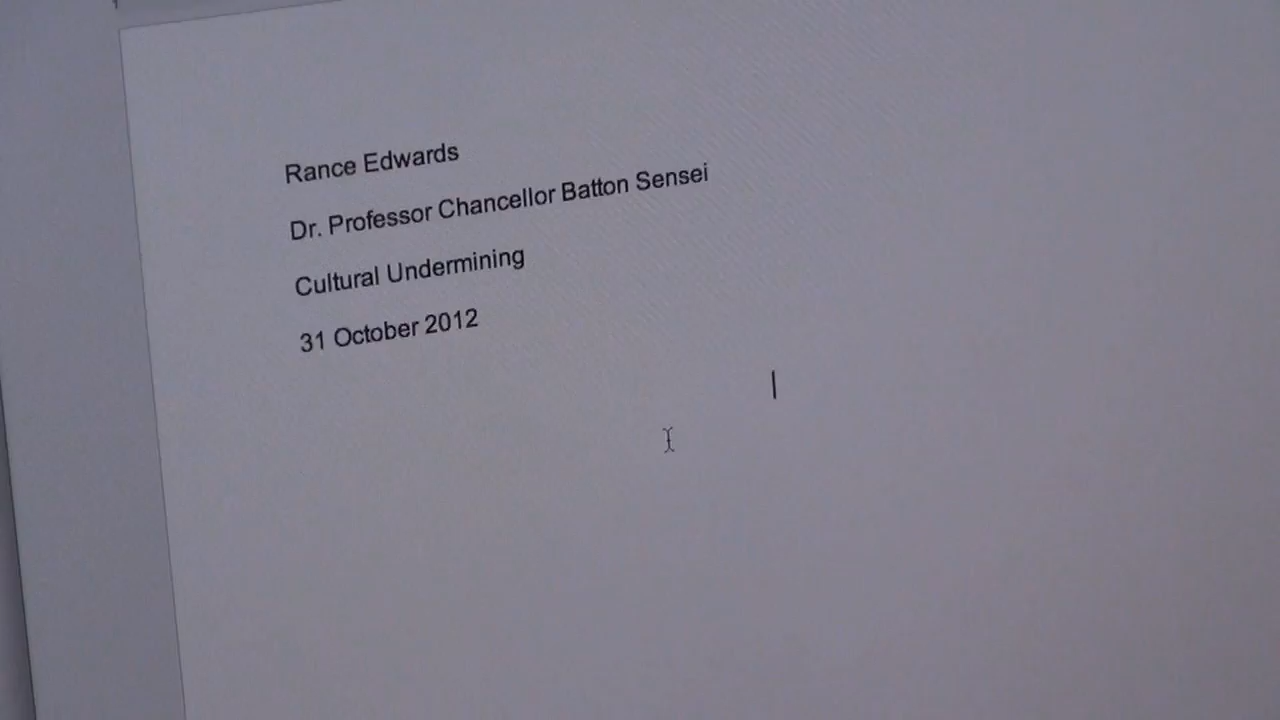 Rance Edwards
Dr. Professor Chancellor Batton Sensei
Cultural Undermining
31 October 2012